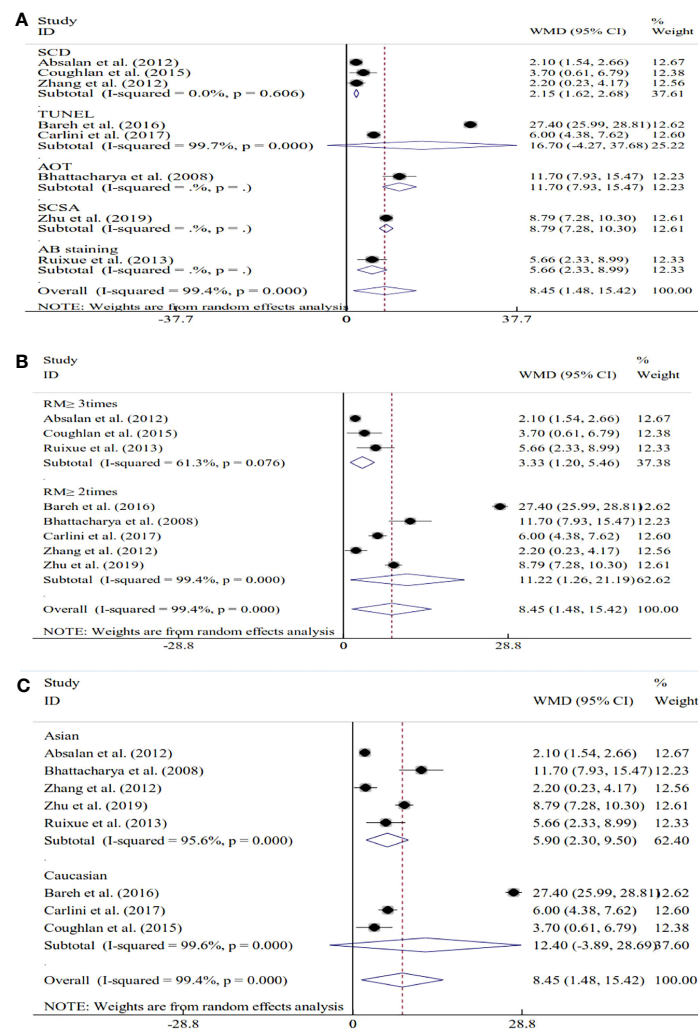 A
Study %
ID WMD (95% CI) Weight
SCD
Absalan et al. (2012) 2.10 (1.54, 2.66) 12.67
Coughlan et al. (2015) 3.70 (0.61, 6.79) 12.38
Zhang et al. (2012) 2.20 (0.23, 4.17) 12.56
Subtotal (I-squared = 0.0%, p = 0.606) 2.15 (1.62, 2.68) 37.61
.
TUNEL
Bareh et al. (2016) 27.40 (25.99, 28.81) 12.62
Carlini et al. (2017) 6.00 (4.38, 7.62) 12.60
Subtotal (I-squared = 99.7%, p = 0.000) 16.70 (-4.27, 37.68) 25.22
.
AOT
Bhattacharya et al. (2008) 11.70 (7.93, 15.47) 12.23
Subtotal (I-squared = .%, p = .) 11.70 (7.93, 15.47) 12.23
.
SCSA
Zhu et al. (2019) 8.79 (7.28, 10.30) 12.61
Subtotal (I-squared = .%, p = .) 8.79 (7.28, 10.30) 12.61
.
AB staining
Ruixue et al. (2013) 5.66 (2.33, 8.99) 12.33
Subtotal (I-squared = .%, p = .) 5.66 (2.33, 8.99) 12.33
.
Overall (I-squared = 99.4%, p = 0.000) 8.45 (1.48, 15.42) 100.00
NOTE: Weights are from random effects analysis
-37.7 0 37.7
B
Study %
ID WMD (95% CI) Weight
RM≥ 3times
Absalan et al. (2012) 2.10 (1.54, 2.66) 12.67
Coughlan et al. (2015) 3.70 (0.61, 6.79) 12.38
Ruixue et al. (2013) 5.66 (2.33, 8.99) 12.33
Subtotal (I-squared = 61.3%, p = 0.076) 3.33 (1.20, 5.46) 37.38
.
RM≥ 2times
Bareh et al. (2016) 27.40 (25.99, 28.81) 12.62
Bhattacharya et al. (2008) 11.70 (7.93, 15.47) 12.23
Carlini et al. (2017) 6.00 (4.38, 7.62) 12.60
Zhang et al. (2012) 2.20 (0.23, 4.17) 12.56
Zhu et al. (2019) 8.79 (7.28, 10.30) 12.61
Subtotal (I-squared = 99.4%, p = 0.000) 11.22 (1.26, 21.19) 62.62
.
Overall (I-squared = 99.4%, p = 0.000) 8.45 (1.48, 15.42) 100.00
NOTE: Weights are from random effects analysis
-28.8 0 28.8
C
Study %
ID WMD (95% CI) Weight
Asian
Absalan et al. (2012) 2.10 (1.54, 2.66) 12.67
Bhattacharya et al. (2008) 11.70 (7.93, 15.47) 12.23
Zhang et al. (2012) 2.20 (0.23, 4.17) 12.56
Zhu et al. (2019) 8.79 (7.28, 10.30) 12.61
Ruixue et al. (2013) 5.66 (2.33, 8.99) 12.33
Subtotal (I-squared = 95.6%, p = 0.000) 5.90 (2.30, 9.50) 62.40
.
Caucasian
Bareh et al. (2016) 27.40 (25.99, 28.81) 12.62
Carlini et al. (2017) 6.00 (4.38, 7.62) 12.60
Coughlan et al. (2015) 3.70 (0.61, 6.79) 12.38
Subtotal (I-squared = 99.6%, p = 0.000) 12.40 (-3.89, 28.69) 37.60
.
Overall (I-squared = 99.4%, p = 0.000) 8.45 (1.48, 15.42) 100.00
NOTE: Weights are from random effects analysis
-28.8 0 28.8